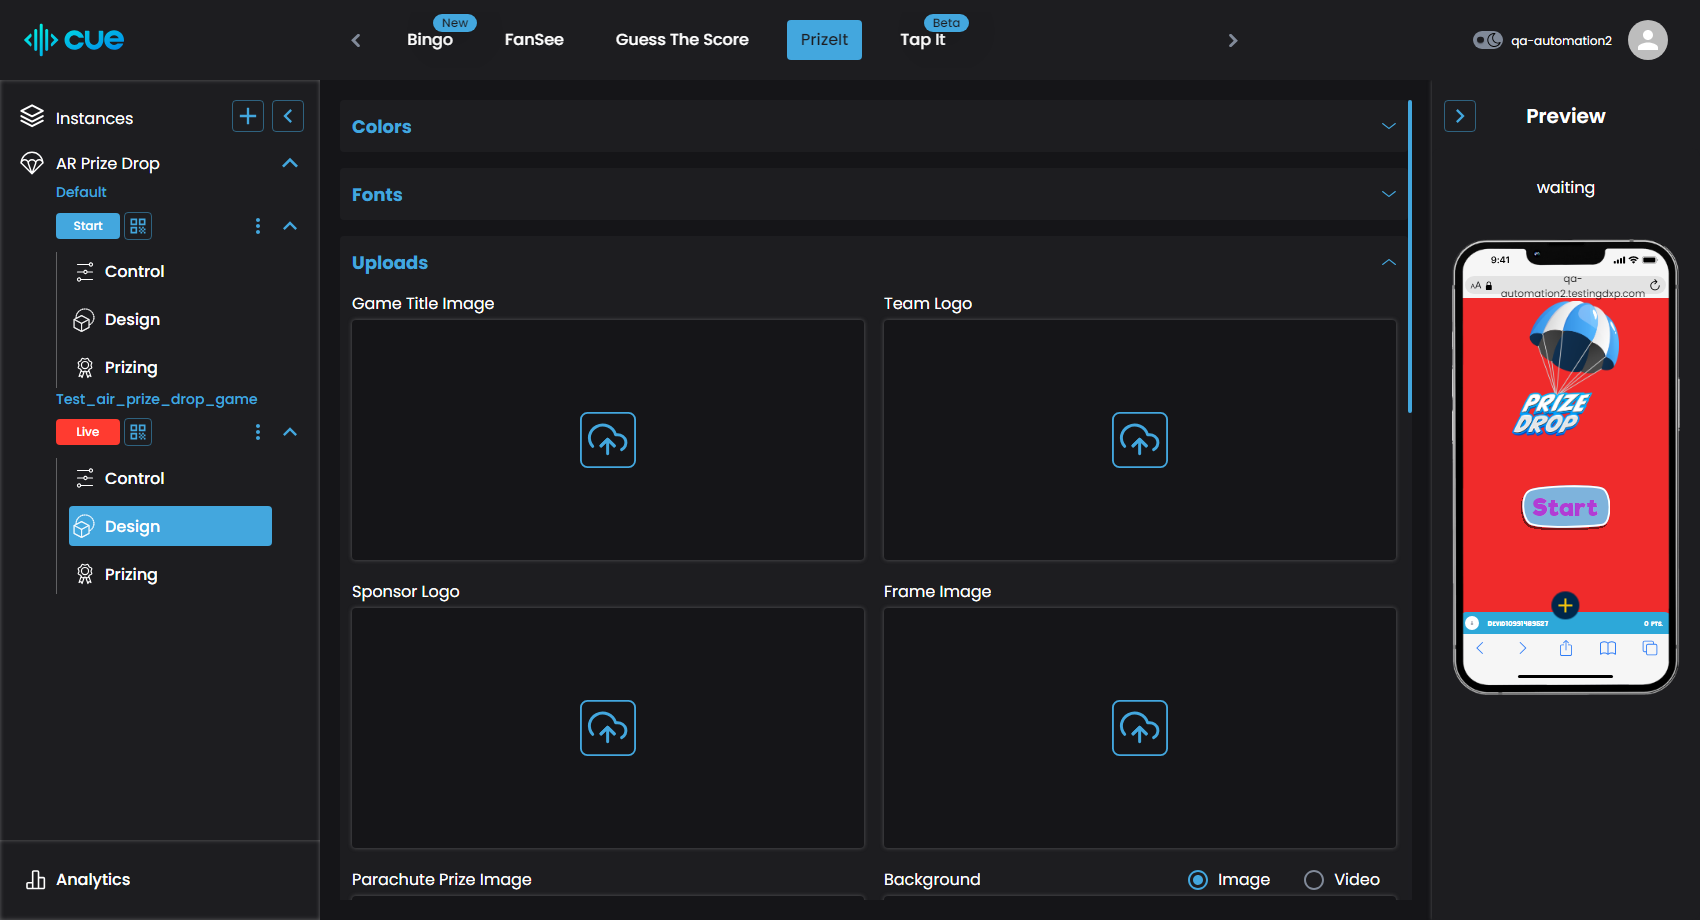 cue
Bingo
New
FanSee
Guess The Score
PrizeIt
Tap It
Beta
qa-automation2
Instances
AR Prize Drop
Default
Start
Control
Design
Prizing
Test_air_prize_drop_game
Live
Control
Design
Prizing
Analytics
Colors
Fonts
Uploads
Game Title Image
Team Logo
Sponsor Logo
Frame Image
Parachute Prize Image
Background
Image
Video
Preview
waiting
9:41
AA
qa-
automation2.testingdxp.com
PRIZE
DROP
Start
0 PTS.